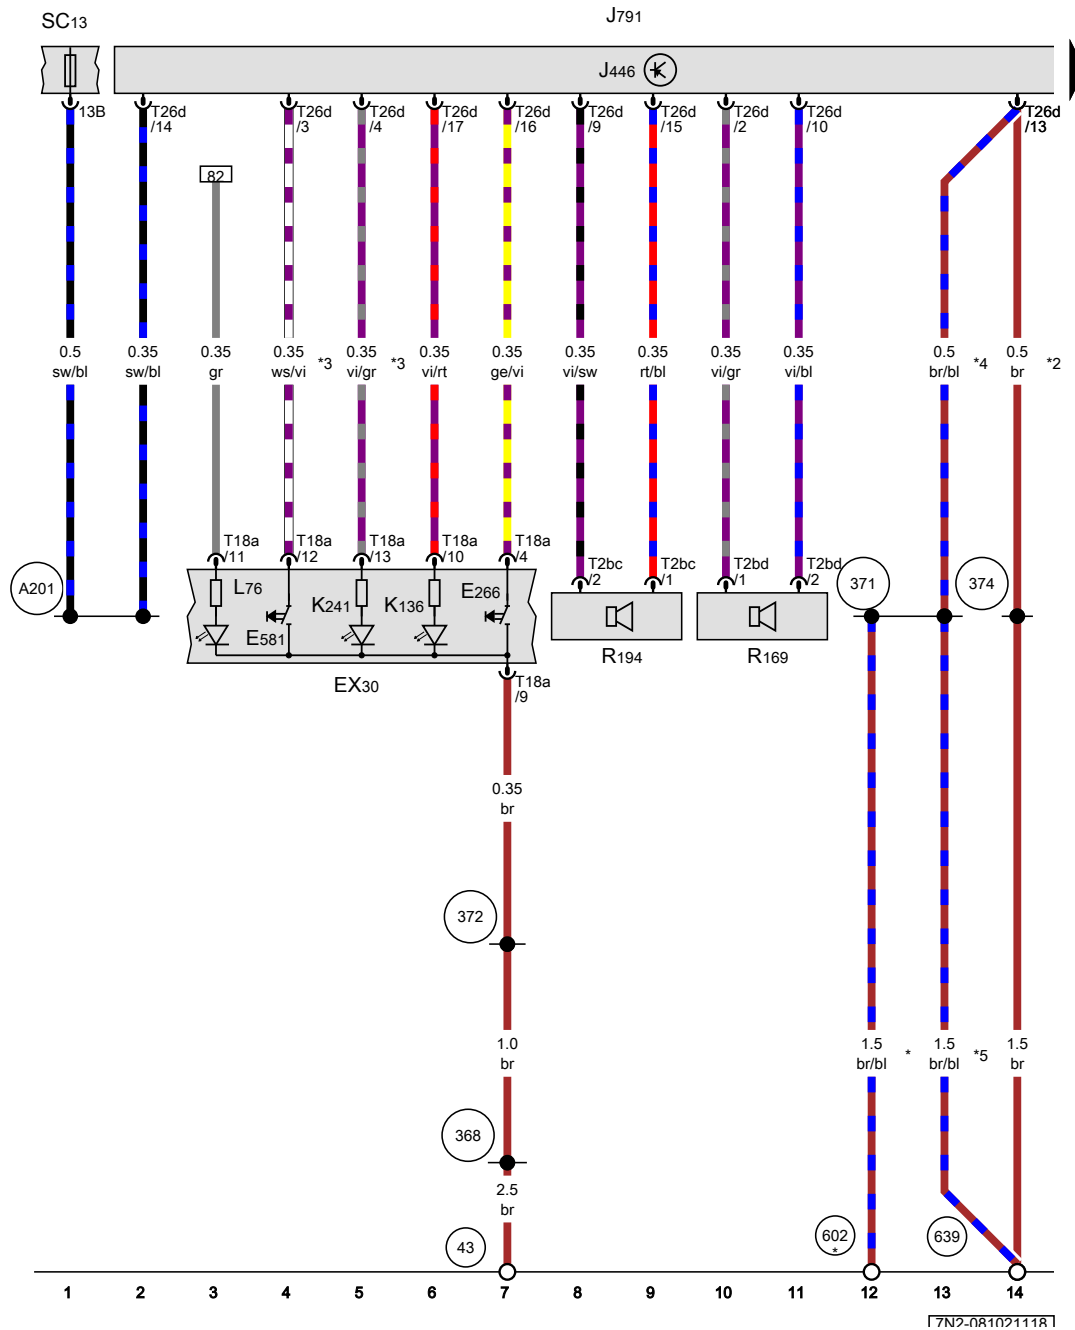 SC13
J791
J446
13B
T26d
/14
T26d
/3
T26d
/4
T26d
/17
T26d
/16
T26d
/9
T26d
/15
T26d
/2
T26d
/10
T26d
/13
82
0.5
sw/bl
0.35
sw/bl
0.35
gr
0.35
ws/vi
*3
0.35
vi/gr
*3
0.35
vi/rt
0.35
ge/vi
0.35
vi/sw
0.35
rt/bl
0.35
vi/gr
0.35
vi/bl
0.5
br/bl
*4
0.5
br
*2
T18a
/11
T18a
/12
T18a
/13
T18a
/10
T18a
/4
T2bc
/2
T2bc
/1
T2bd
/1
T2bd
/2
A201
371
374
L76
E581
K241
K136
E266
EX30
R194
R169
T18a
/9
0.35
br
372
1.0
br
1.5
br/bl
*
1.5
br/bl
*5
1.5
br
368
2.5
br
43
602
*
639
1
2
3
4
5
6
7
8
9
10
11
12
13
14
7N2-081021118